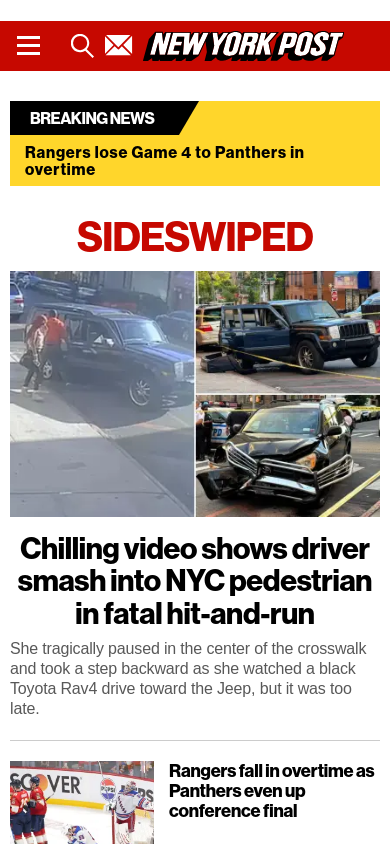 NEW YORK POST
BREAKING NEWS
Rangers lose Game 4 to Panthers in
overtime
SIDESWIPED
Chilling video shows driver
smash into NYC pedestrian
in fatal hit-and-run
She tragically paused in the center of the crosswalk
and took a step backward as she watched a black
Toyota Rav4 drive toward the Jeep, but it was too
late.
Rangers fall in overtime as
Panthers even up
conference final
OVER
PEPSI